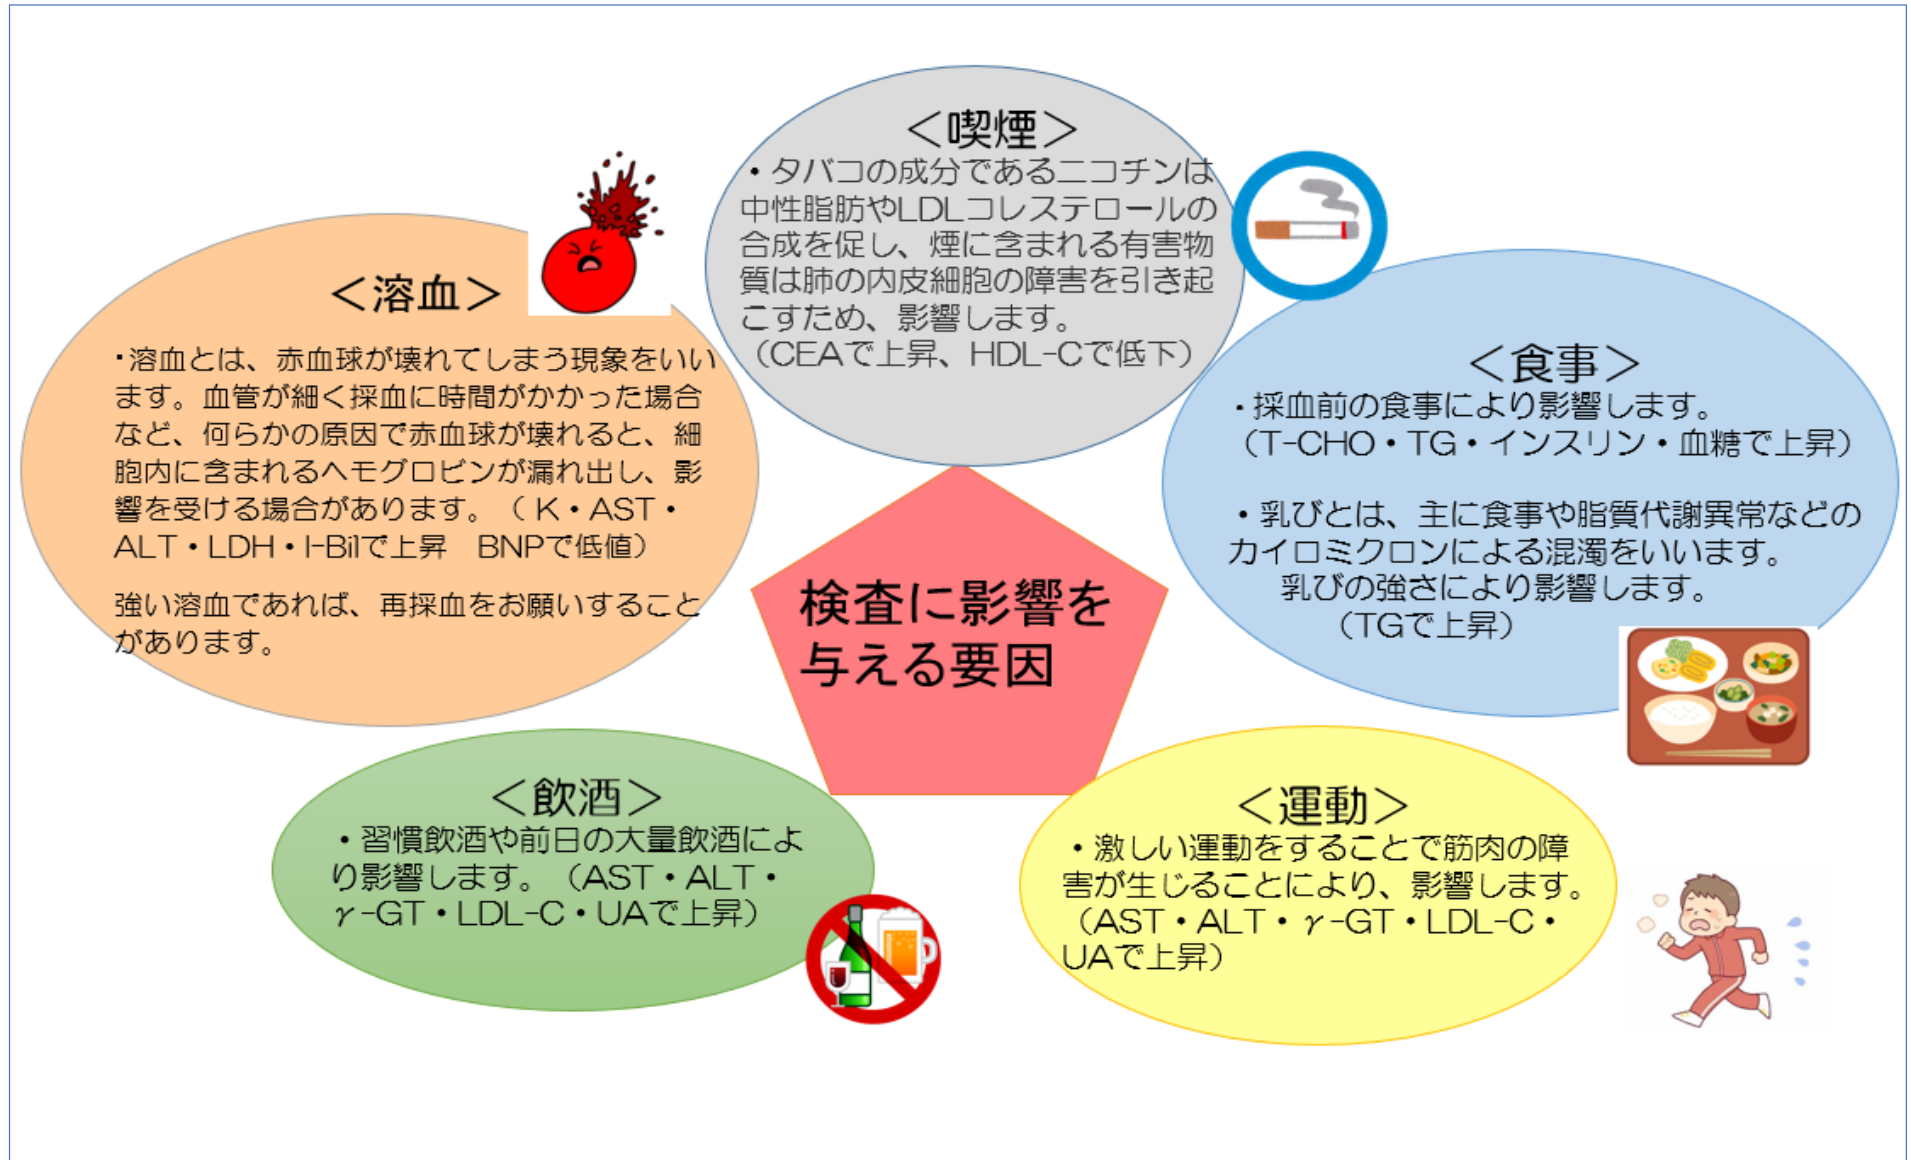 ＜喫煙＞
・タバコの成分であるニコチンは
中性脂肪やLDLコレステロールの
合成を促し、煙に含まれる有害物
質は肺の内皮細胞の障害を引き起
こすため、影響します。
（CEAで上昇、HDL-Cで低下）
＜溶血＞
・溶血とは、赤血球が壊れてしまう現象をいい
ます。血管が細く採血に時間がかかった場合
など、何らかの原因で赤血球が壊れると、細
胞内に含まれるヘモグロビンが漏れ出し、影
響を受ける場合があります。（K・AST・
ALT・LDH・I-Bilで上昇　BNPで低値）
強い溶血であれば、再採血をお願いすること
があります。
＜食事＞
・採血前の食事により影響します。
（T-CHO・TG・インスリン・血糖で上昇）
・乳びとは、主に食事や脂質代謝異常などの
カイロミクロンによる混濁をいいます。
乳びの強さにより影響します。
（TGで上昇）
検査に影響を
与える要因
＜飲酒＞
・習慣飲酒や前日の大量飲酒によ
り影響します。（AST・ALT・
γ-GT・LDL-C・UAで上昇）
＜運動＞
・激しい運動をすることで筋肉の障
害が生じることにより、影響します。
（AST・ALT・γ-GT・LDL-C・
UAで上昇）